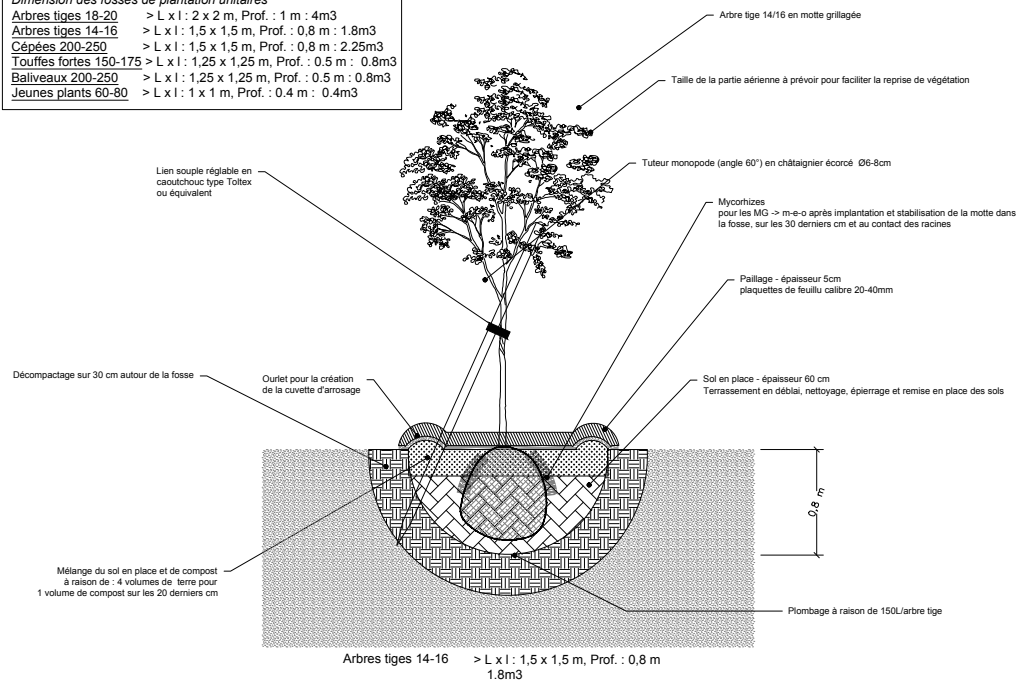 Dimension des fosses de plantation unitaires
Arbres tiges 18-20 > L x l : 2 x 2 m, Prof. : 1 m : 4m3
Arbres tiges 14-16 > L x l : 1,5 x 1,5 m, Prof. : 0,8 m : 1.8m3
Cépées 200-250 > L x l : 1,5 x 1,5 m, Prof. : 0,8 m : 2.25m3
Touffes fortes 150-175 > L x l : 1,25 x 1,25 m, Prof. : 0.5 m : 0.8m3
Baliveaux 200-250 > L x l : 1,25 x 1,25 m, Prof. : 0.5 m : 0.8m3
Jeunes plants 60-80 > L x l : 1 x 1 m, Prof. : 0.4 m : 0.4m3
Arbre tige 14/16 en motte grillagée
Taille de la partie aérienne à prévoir pour faciliter la reprise de végétation
Lien souple réglable en
caoutchouc type Toltex
ou équivalent
Tuteur monopode (angle 60°) en châtaignier écorcé Ø6-8cm
Mycorhizes
pour les MG -> m-e-o après implantation et stabilisation de la motte dans
la fosse, sur les 30 derniers cm et au contact des racines
Paillage - épaisseur 5cm
plaquettes de feuillu calibre 20-40mm
Décompactage sur 30 cm autour de la fosse
Ourlet pour la création
de la cuvette d'arrosage
Sol en place - épaisseur 60 cm
Terrassement en déblai, nettoyage, épierrage et remise en place des sols
0,8 m
Mélange du sol en place et de compost
à raison de : 4 volumes de terre pour
1 volume de compost sur les 20 derniers cm
Plombage à raison de 150L/arbre tige
Arbres tiges 14-16 > L x l : 1,5 x 1,5 m, Prof. : 0,8 m
1.8m3